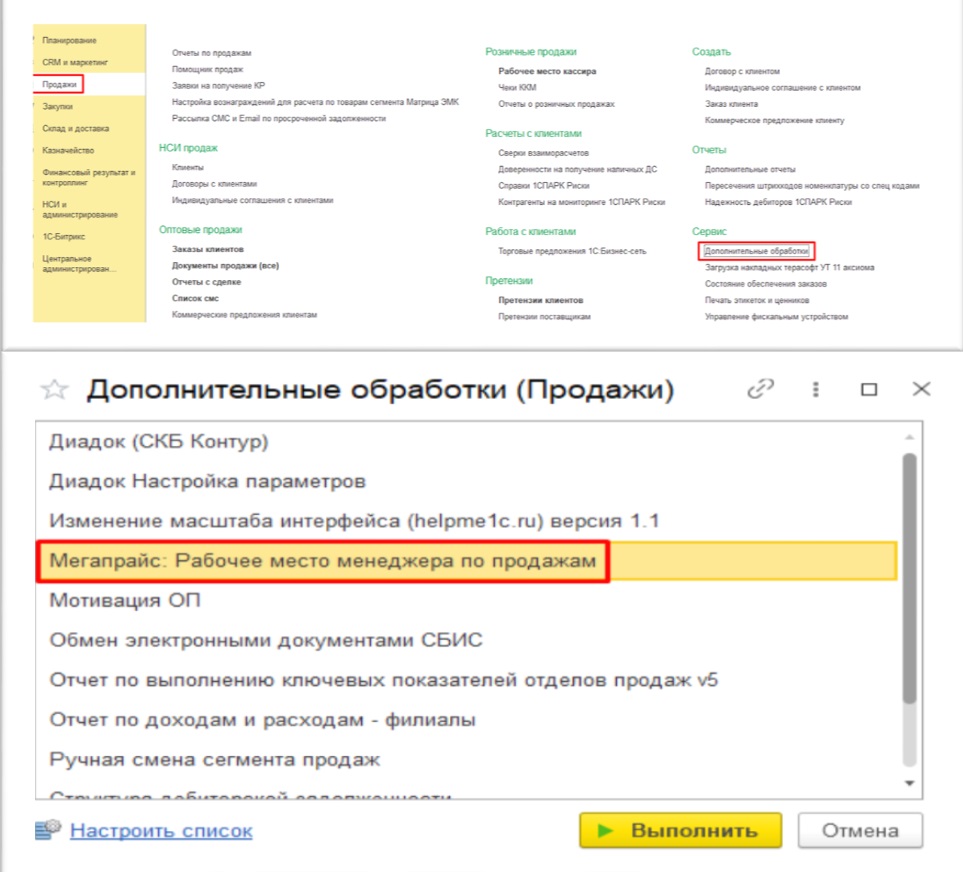 Планирование
CRM и маркетинг
Продажи
Закупки
Склад и доставка
Казначейство
Финансовый результат и
контроллинг
НСИ и
администрирование
1С-Битрикс
Центральное
администрирован...
Отчеты по продажам
Помощник продаж
Заявки на получение КР
Настройка вознаграждений для расчета по товарам сегмента Матрица ЭМК
Рассылка СМС и Email по просроченной задолженности
НСИ продаж
Клиенты
Договоры с клиентами
Индивидуальные соглашения с клиентами
Оптовые продажи
Заказы клиентов
Документы продажи (все)
Отчеты с сделке
Список смс
Коммерческие предложения клиентам
Розничные продажи
Рабочее место кассира
Чеки ККМ
Отчеты о розничных продажах
Расчеты с клиентами
Сверки взаиморасчетов
Доверенности на получение наличных ДС
Справки 1СПАРК Риски
Контрагенты на мониторинге 1СПАРК Риски
Работа с клиентами
Торговые предложения 1С:Бизнес-сеть
Претензии
Претензии клиентов
Претензии поставщикам
Создать
Договор с клиентом
Индивидуальное соглашение с клиентом
Заказ клиента
Коммерческое предложение клиенту
Отчеты
Дополнительные отчеты
Пересечения штрихкодов номенклатуры со спец кодами
Надежность дебиторов 1СПАРК Риски
Сервис
Дополнительные обработки
Загрузка накладных терасофт УТ 11 аксиома
Состояние обеспечения заказов
Печать этикеток и ценников
Управление фискальным устройством
Дополнительные обработки (Продажи)
Диадок (СКБ Контур)
Диадок Настройка параметров
Изменение масштаба интерфейса (helpme1c.ru) версия 1.1
Мегапрайс: Рабочее место менеджера по продажам
Мотивация ОП
Обмен электронными документами СБИС
Отчет по выполнению ключевых показателей отделов продаж v5
Отчет по доходам и расходам - филиалы
Ручная смена сегмента продаж
Структура дебиторской задолженности
Настроить список
Выполнить
Отмена